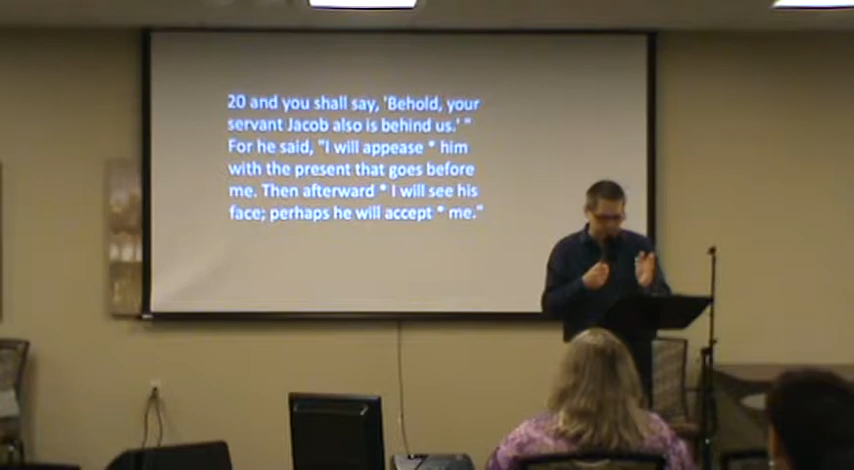 20 and you shall say, 'Behold, your
servant Jacob also is behind us.' "
For he said, "I will appease * him
with the present that goes before
me. Then afterward * I will see his
face; perhaps he will accept * me."